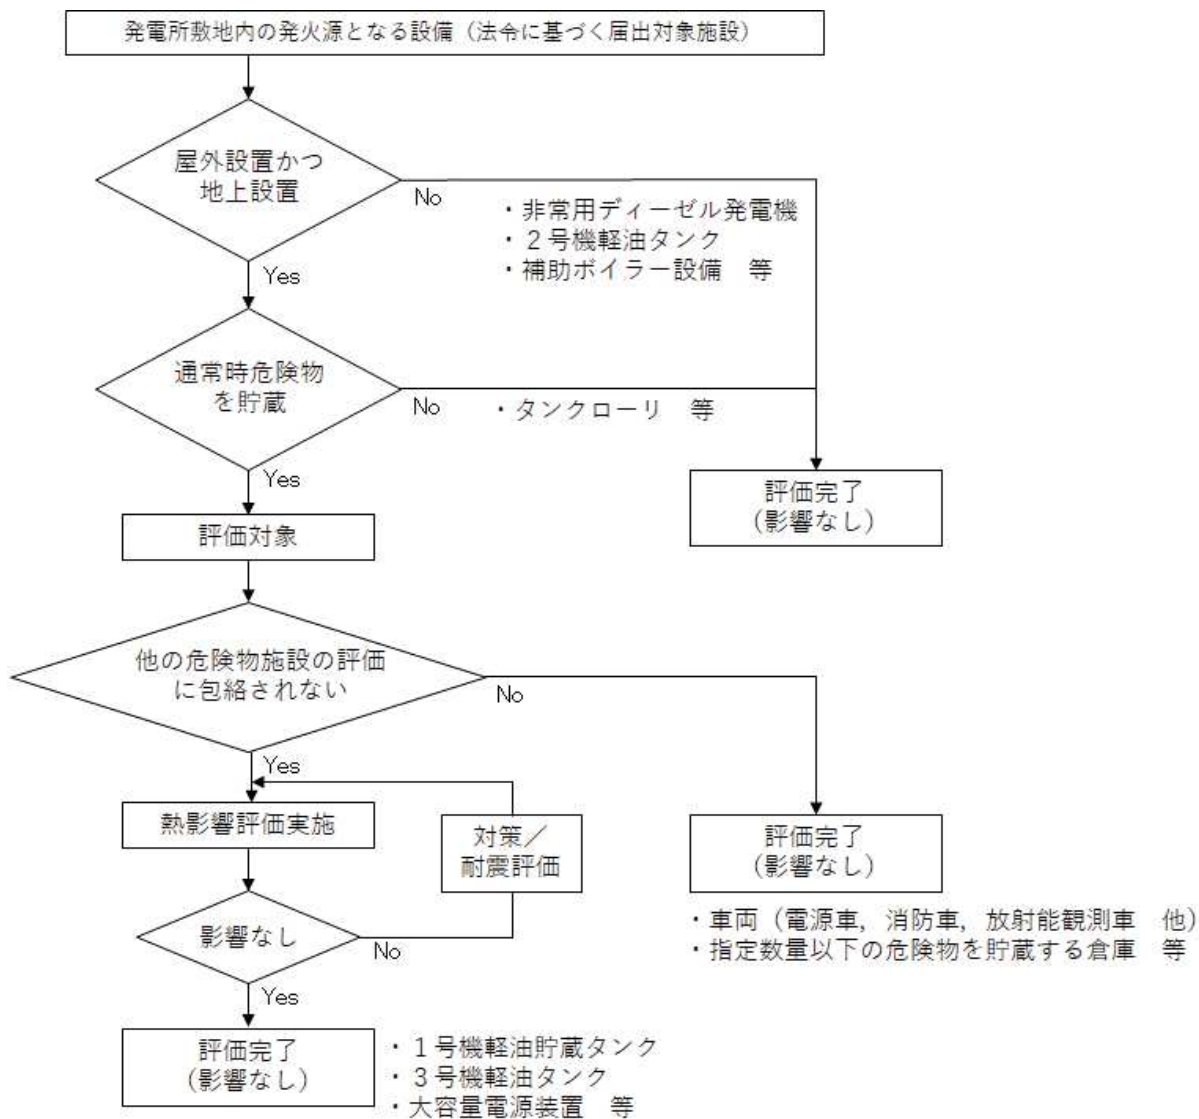 発電所敷地内の発火源となる設備（法令に基づく届出対象施設）
屋外設置かつ
地上設置
No
・非常用ディーゼル発電機
・２号機軽油タンク
・補助ボイラー設備　等
Yes
通常時危険物
を貯蔵
No
・タンクローリ　等
Yes
評価完了
（影響なし）
評価対象
他の危険物施設の評価
に包絡されない
No
Yes
熱影響評価実施
対策／
耐震評価
評価完了
（影響なし）
・車両（電源車，消防車，放射能観測車　他）
・指定数量以下の危険物を貯蔵する倉庫　等
影響なし
No
Yes
評価完了
（影響なし）
・１号機軽油貯蔵タンク
・３号機軽油タンク
・大容量電源装置　等